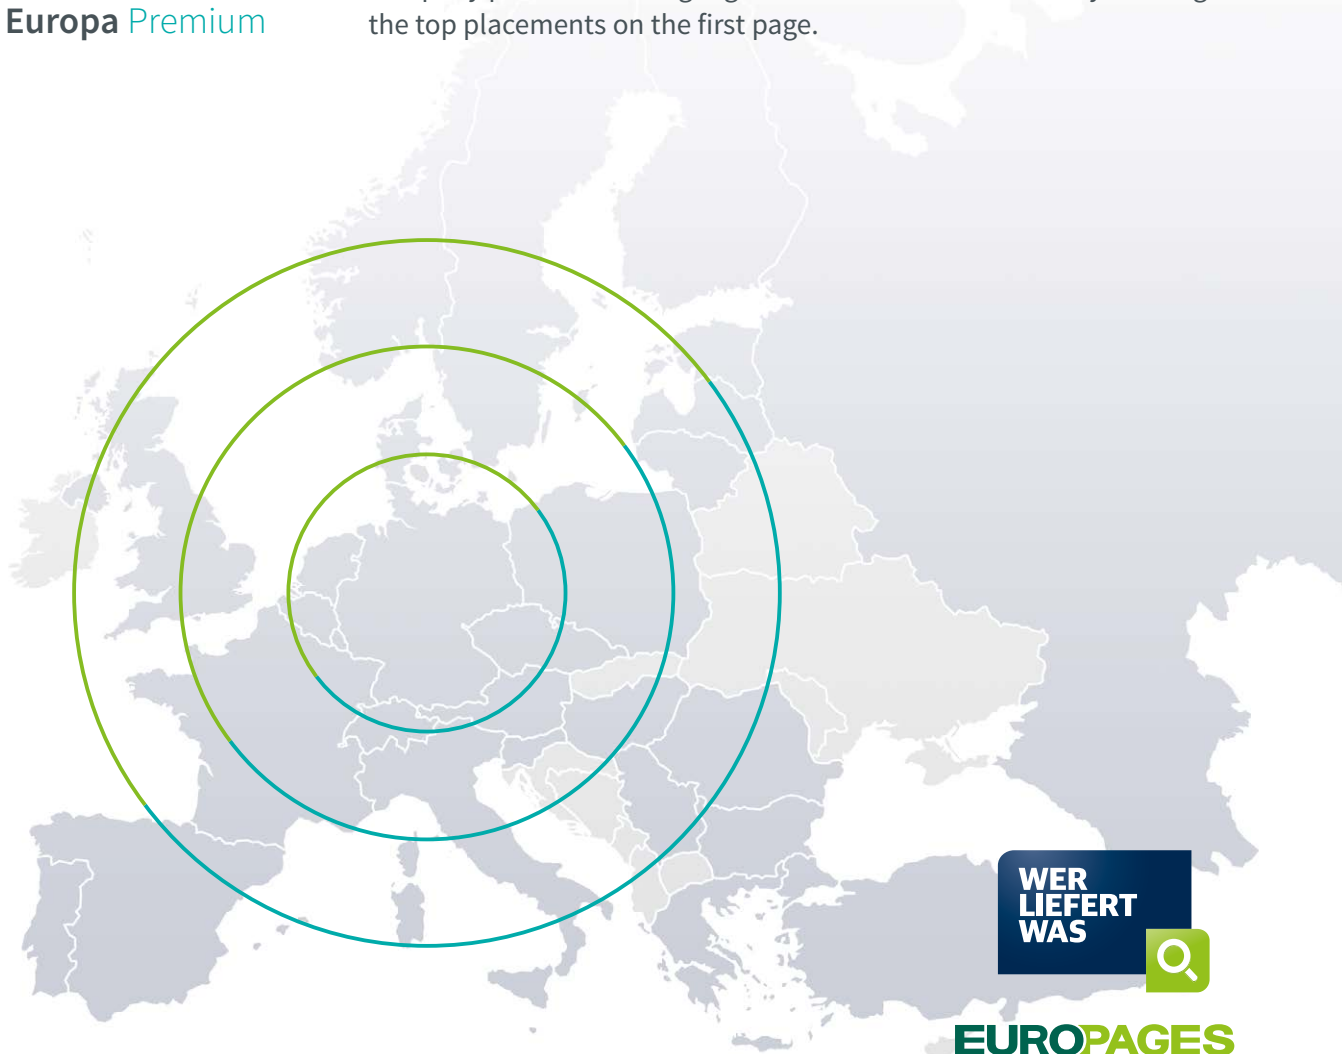 Europa Premium
the top placements on the first page.
WER
LIEFERT
WAS
EUROPAGES